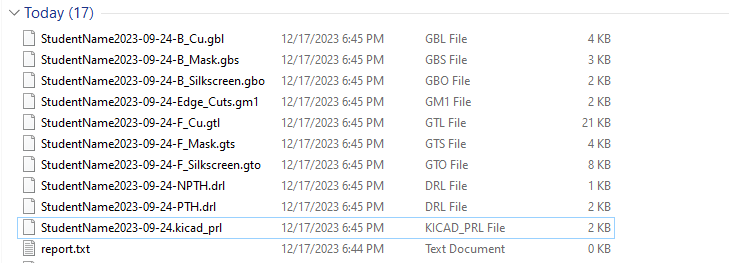 Today (17)
StudentName2023-09-24-B_Cu.gbl 12/17/2023 6:45 PM GBL File 4 KB
StudentName2023-09-24-B_Mask.gbs 12/17/2023 6:45 PM GBS File 3 KB
StudentName2023-09-24-B_Silkscreen.gbo 12/17/2023 6:45 PM GBO File 2 KB
StudentName2023-09-24-Edge_Cuts.gm1 12/17/2023 6:45 PM GM1 File 2 KB
StudentName2023-09-24-F_Cu.gtl 12/17/2023 6:45 PM GTL File 21 KB
StudentName2023-09-24-F_Mask.gts 12/17/2023 6:45 PM GTS File 4 KB
StudentName2023-09-24-F_Silkscreen.gto 12/17/2023 6:45 PM GTO File 8 KB
StudentName2023-09-24-NPTH.drl 12/17/2023 6:45 PM DRL File 1 KB
StudentName2023-09-24-PTH.drl 12/17/2023 6:45 PM DRL File 2 KB
StudentName2023-09-24.kicad_prl 12/17/2023 6:45 PM KICAD_PRL File 2 KB
report.txt 12/17/2023 6:44 PM Text Document 0 KB